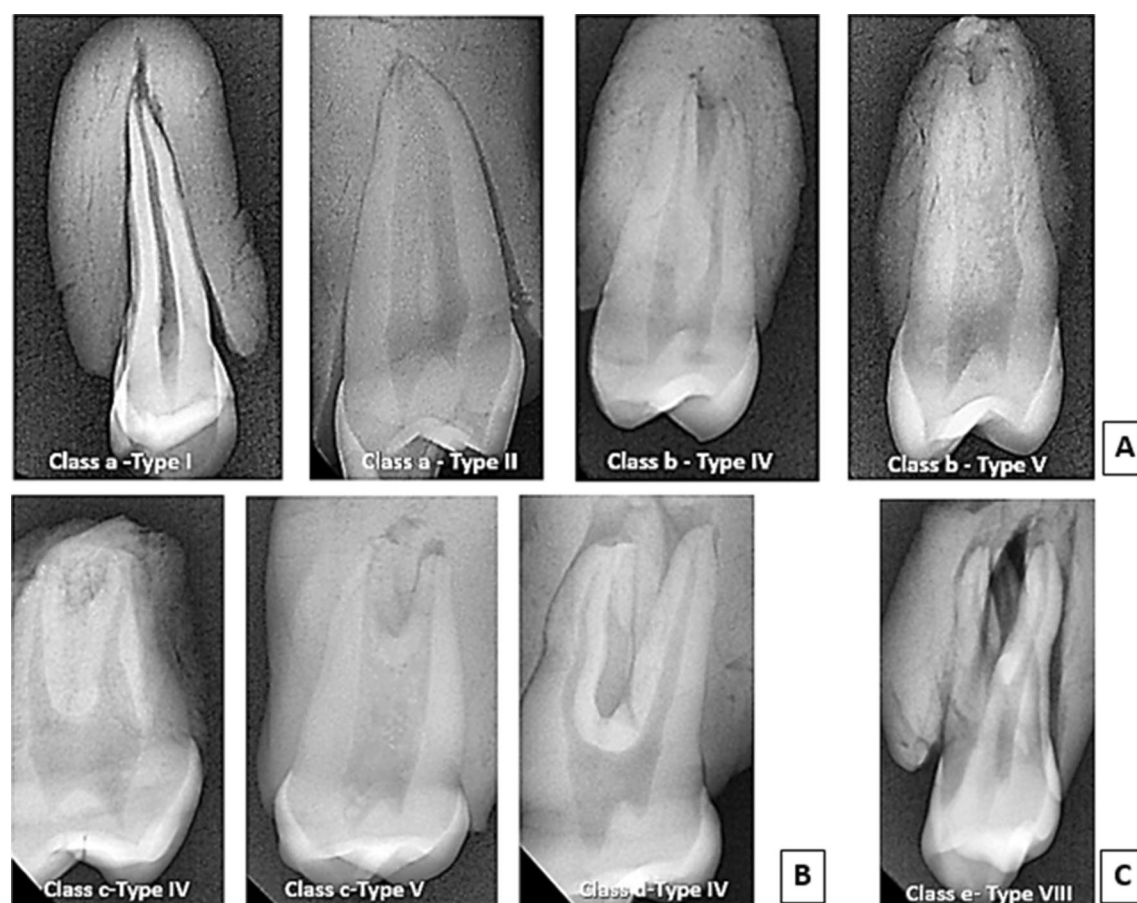 Class a -Type I
Class a - Type II
Class b - Type IV
Class b - Type V
A
Class c-Type IV
Class c-Type V
Class d-Type IV
B
Class e- Type VIII
C